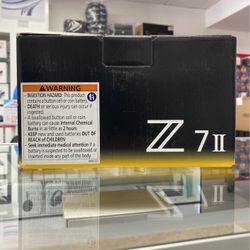 WARNING
• INGESTION HAZARD: This product
contains a button cell or coin battery.
• DEATH or serious injury can occur if
ingested.
• A swallowed button cell or coin
battery can cause Internal Chemical
Burns in as little as 2 hours.
• KEEP new and used batteries OUT OF
REACH of CHILDREN
• Seek immediate medical attention if a
battery is suspected to be swallowed or
inserted inside any part of the body.
Z 7II